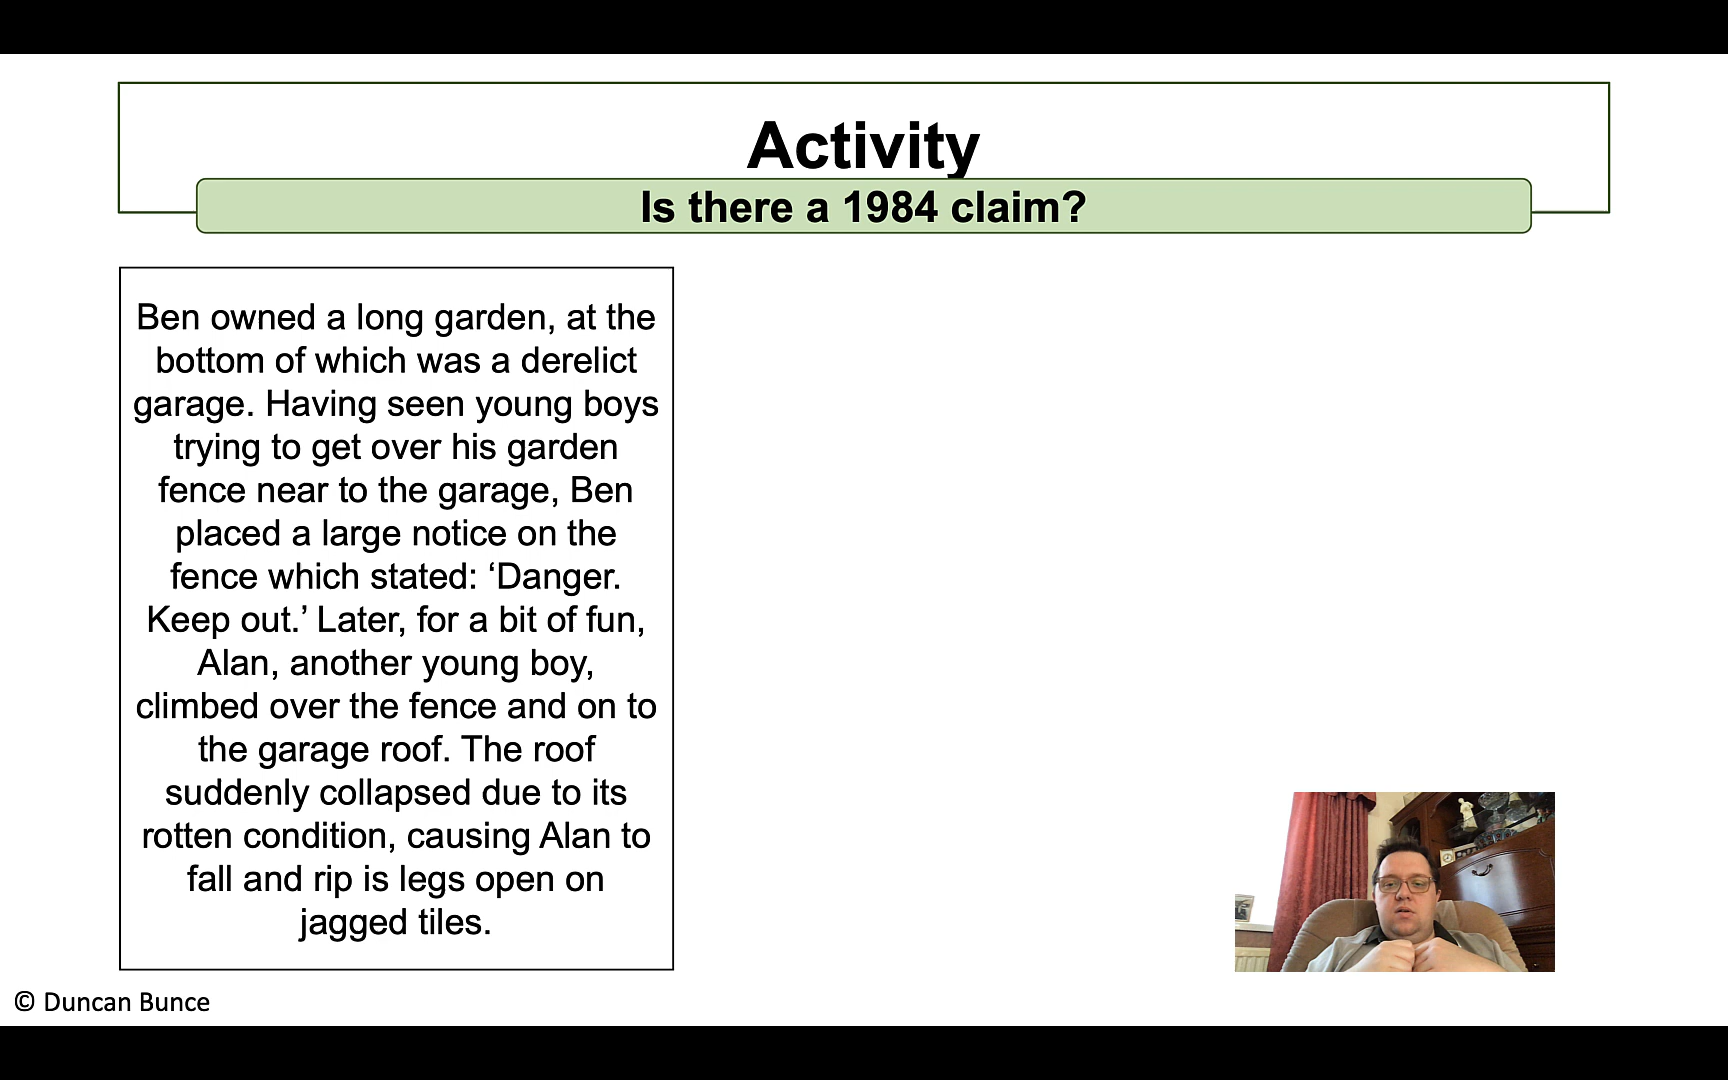 Activity
Is there a 1984 claim?
Ben owned a long garden, at the
bottom of which was a derelict
garage. Having seen young boys
trying to get over his garden
fence near to the garage, Ben
placed a large notice on the
fence which stated: ‘Danger.
Keep out.’ Later, for a bit of fun,
Alan, another young boy,
climbed over the fence and on to
the garage roof. The roof
suddenly collapsed due to its
rotten condition, causing Alan to
fall and rip is legs open on
jagged tiles.
© Duncan Bunce